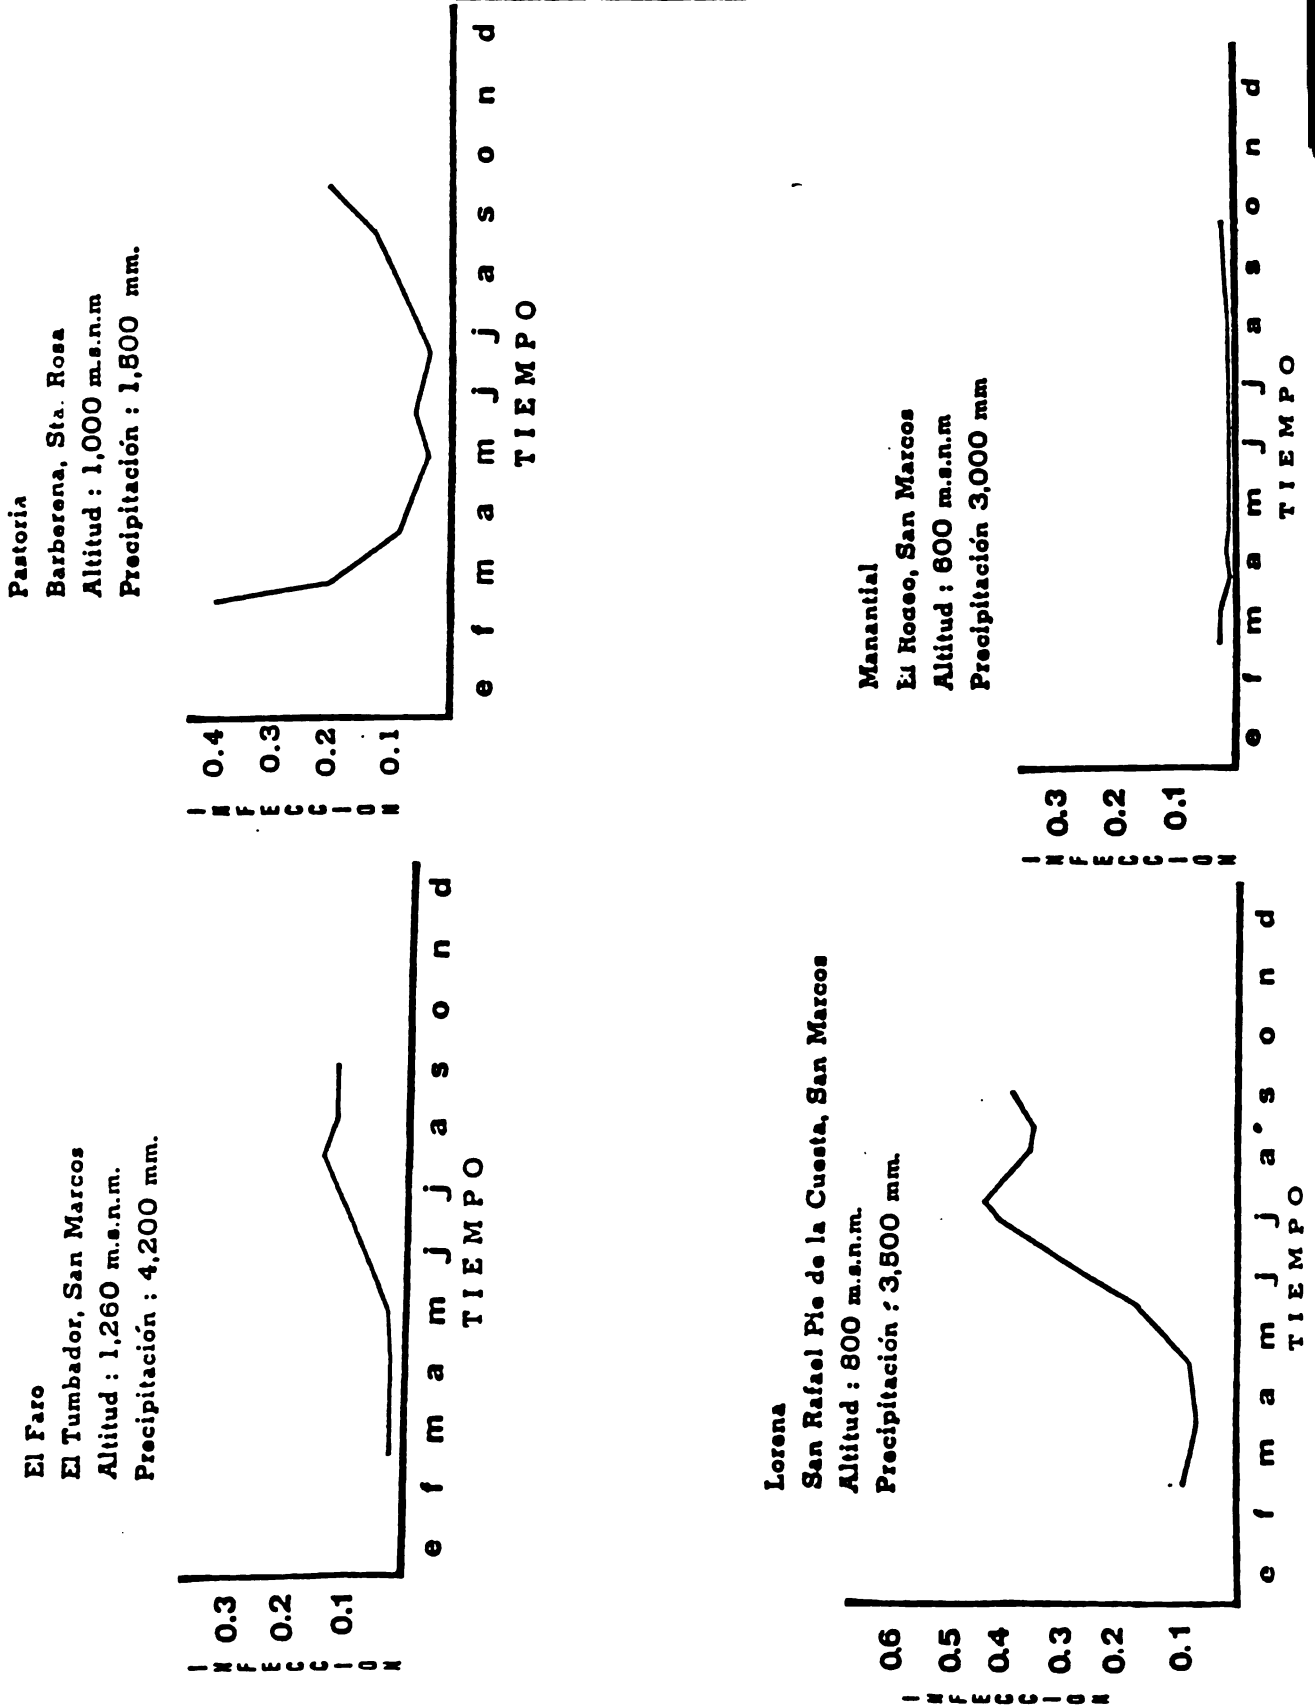 El Faro
El Tumbador, San Marcos
Altitud : 1,260 m.s.n.m.
Precipitación : 4,200 mm.
INFECCION
0.3
0.2
0.1
e f m a m j j a s o n d
TIEMPO
Pastoria
Barberena, Sta. Rosa
Altitud : 1,000 m.s.n.m
Precipitación : 1,800 mm.
INFECCION
0.4
0.3
0.2
0.1
e f m a m j j a s o n d
TIEMPO
Lorena
San Rafael Pie de la Cuesta, San Marcos
Altitud : 800 m.s.n.m.
Precipitación : 3,500 mm.
INFECCION
0.6
0.5
0.4
0.3
0.2
0.1
e f m a m j j a s o n d
TIEMPO
Manantial
El Rodeo, San Marcos
Altitud : 600 m.s.n.m
Precipitación 3,000 mm
INFECCION
0.3
0.2
0.1
e f m a m j j a s o n d
TIEMPO